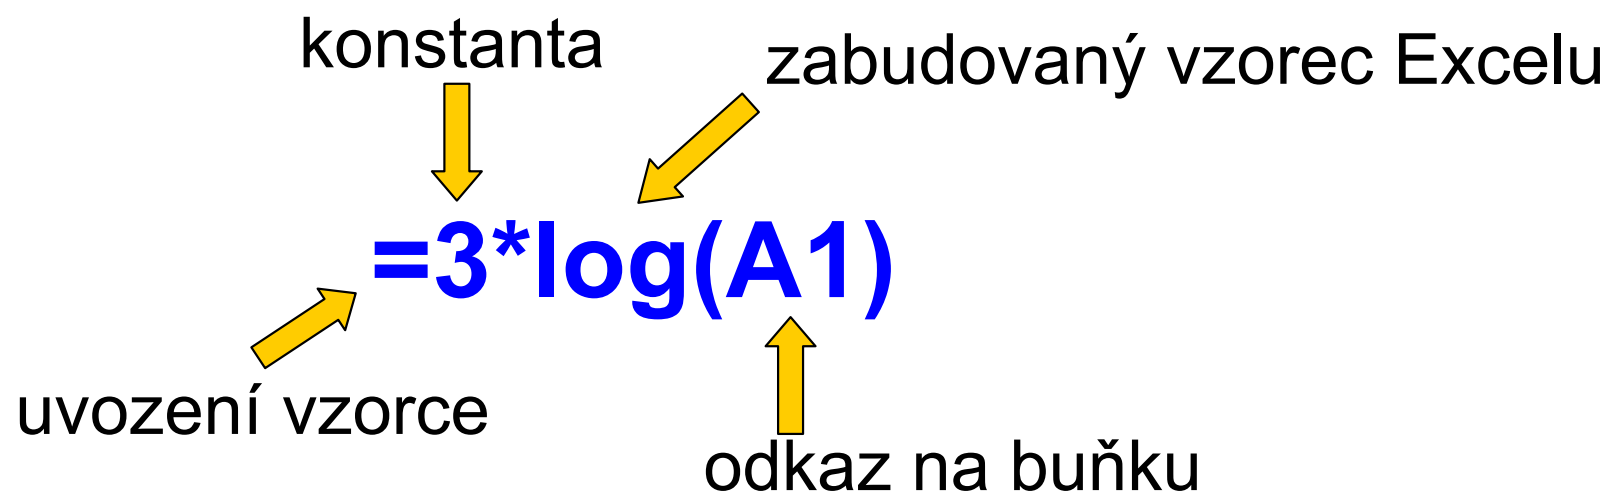 konstanta
zabudovaný vzorec Excelu
=3*log(A1)
uvození vzorce
odkaz na buňku